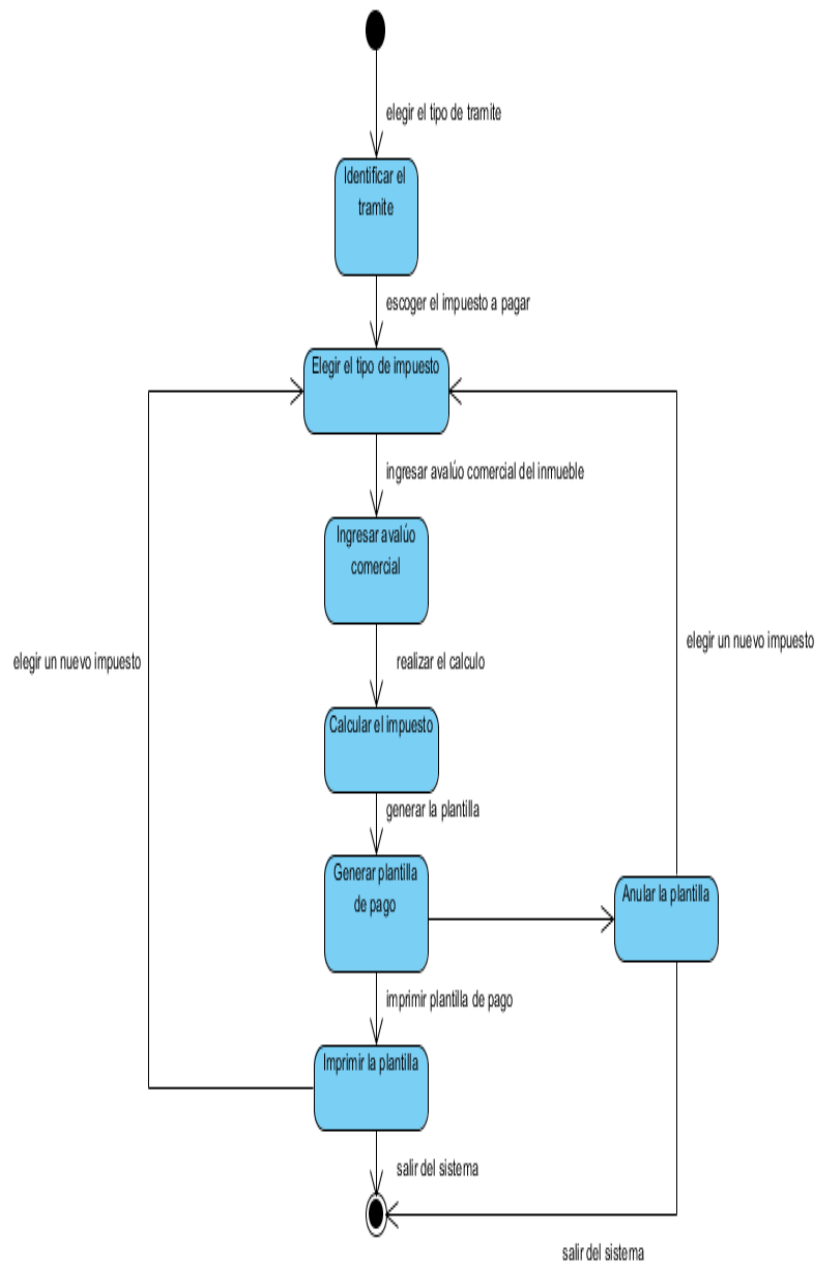 elegir el tipo de tramite
Identificar el
tramite
escoger el impuesto a pagar
Elegir el tipo de impuesto
ingresar avalúo comercial del inmueble
Ingresar avalúo
comercial
elegir un nuevo impuesto
elegir un nuevo impuesto
realizar el calculo
Calcular el impuesto
generar la plantilla
Generar plantilla
de pago
Anular la plantilla
imprimir plantilla de pago
Imprimir la plantilla
salir del sistema
salir del sistema